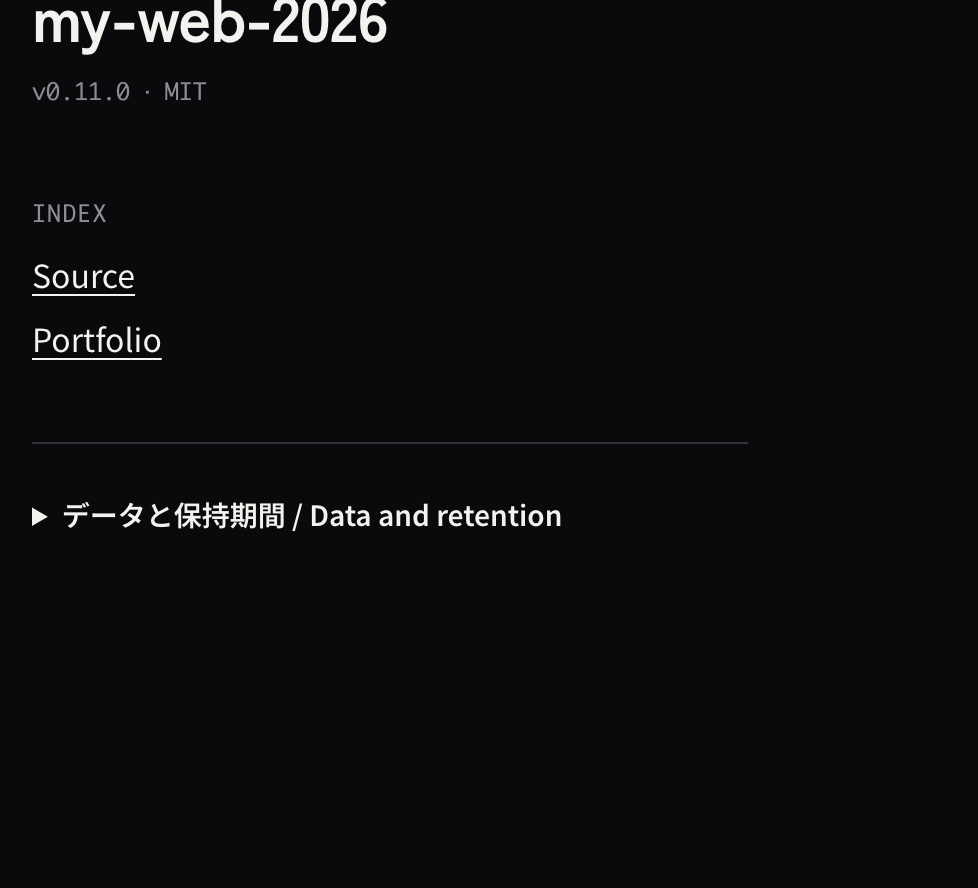 my-web-2026
v0.11.0 · MIT
INDEX
Source
Portfolio
データと保持期間 / Data and retention